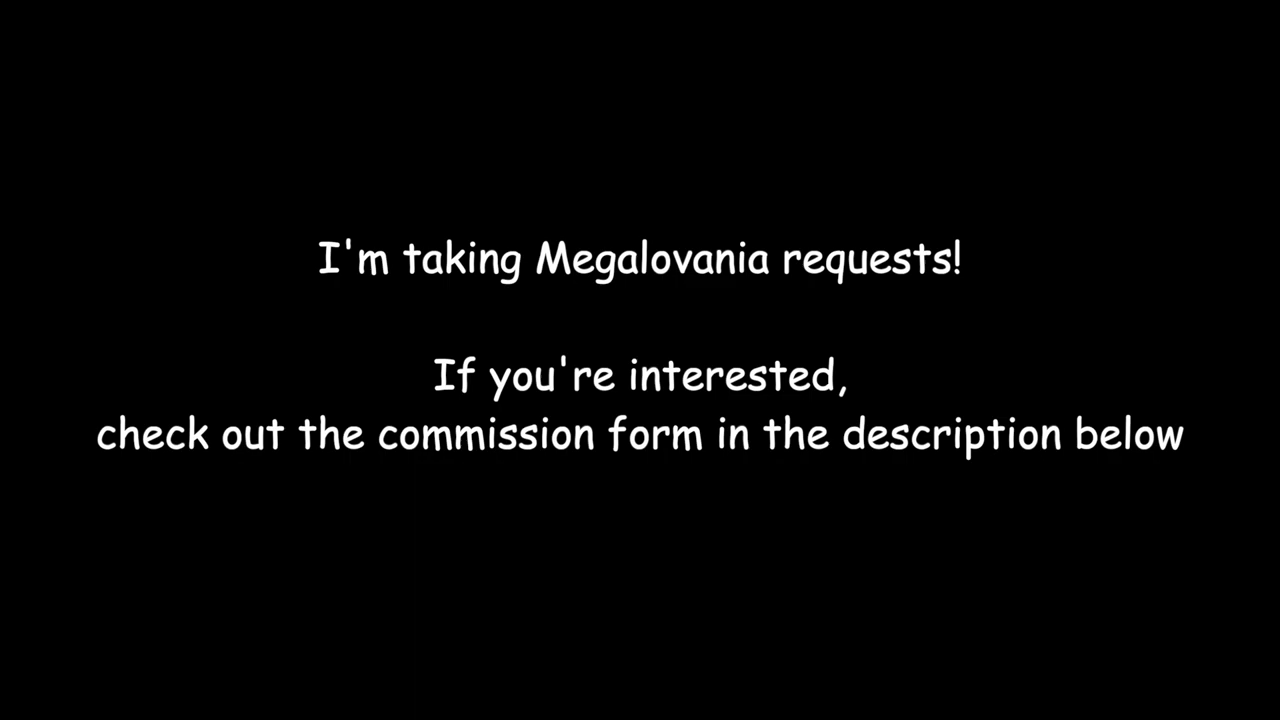 I'm taking Megalovania requests!
If you're interested,
check out the commission form in the description below